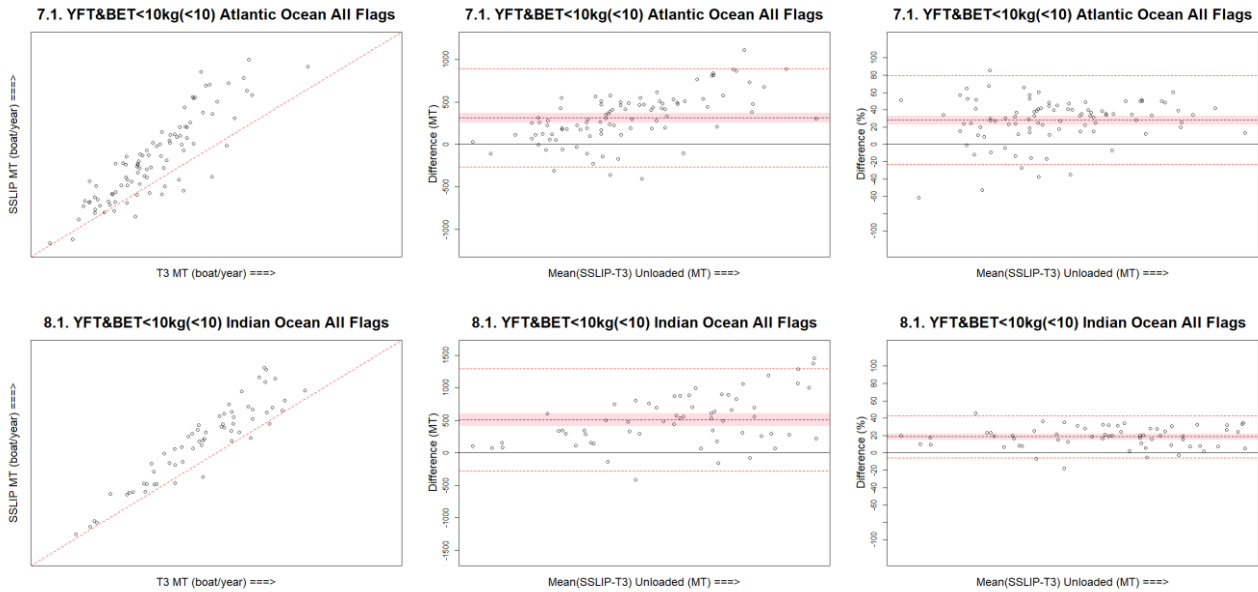 7.1. YFT&BET<10kg(<10) Atlantic Ocean All Flags
SSLIP MT (boat/year) ===>
T3 MT (boat/year) ===>
7.1. YFT&BET<10kg(<10) Atlantic Ocean All Flags
Difference (MT)
1000
500
0
-500
-1000
Mean(SSLIP-T3) Unloaded (MT) ===>
7.1. YFT&BET<10kg(<10) Atlantic Ocean All Flags
Difference (%)
100
80
60
40
20
0
-20
-40
-60
-100
Mean(SSLIP-T3) Unloaded (MT) ===>
8.1. YFT&BET<10kg(<10) Indian Ocean All Flags
SSLIP MT (boat/year) ===>
T3 MT (boat/year) ===>
8.1. YFT&BET<10kg(<10) Indian Ocean All Flags
Difference (MT)
1500
1000
500
0
-500
-1000
-1500
Mean(SSLIP-T3) Unloaded (MT) ===>
8.1. YFT&BET<10kg(<10) Indian Ocean All Flags
Difference (%)
100
80
60
40
20
0
-20
-40
-60
-100
Mean(SSLIP-T3) Unloaded (MT) ===>